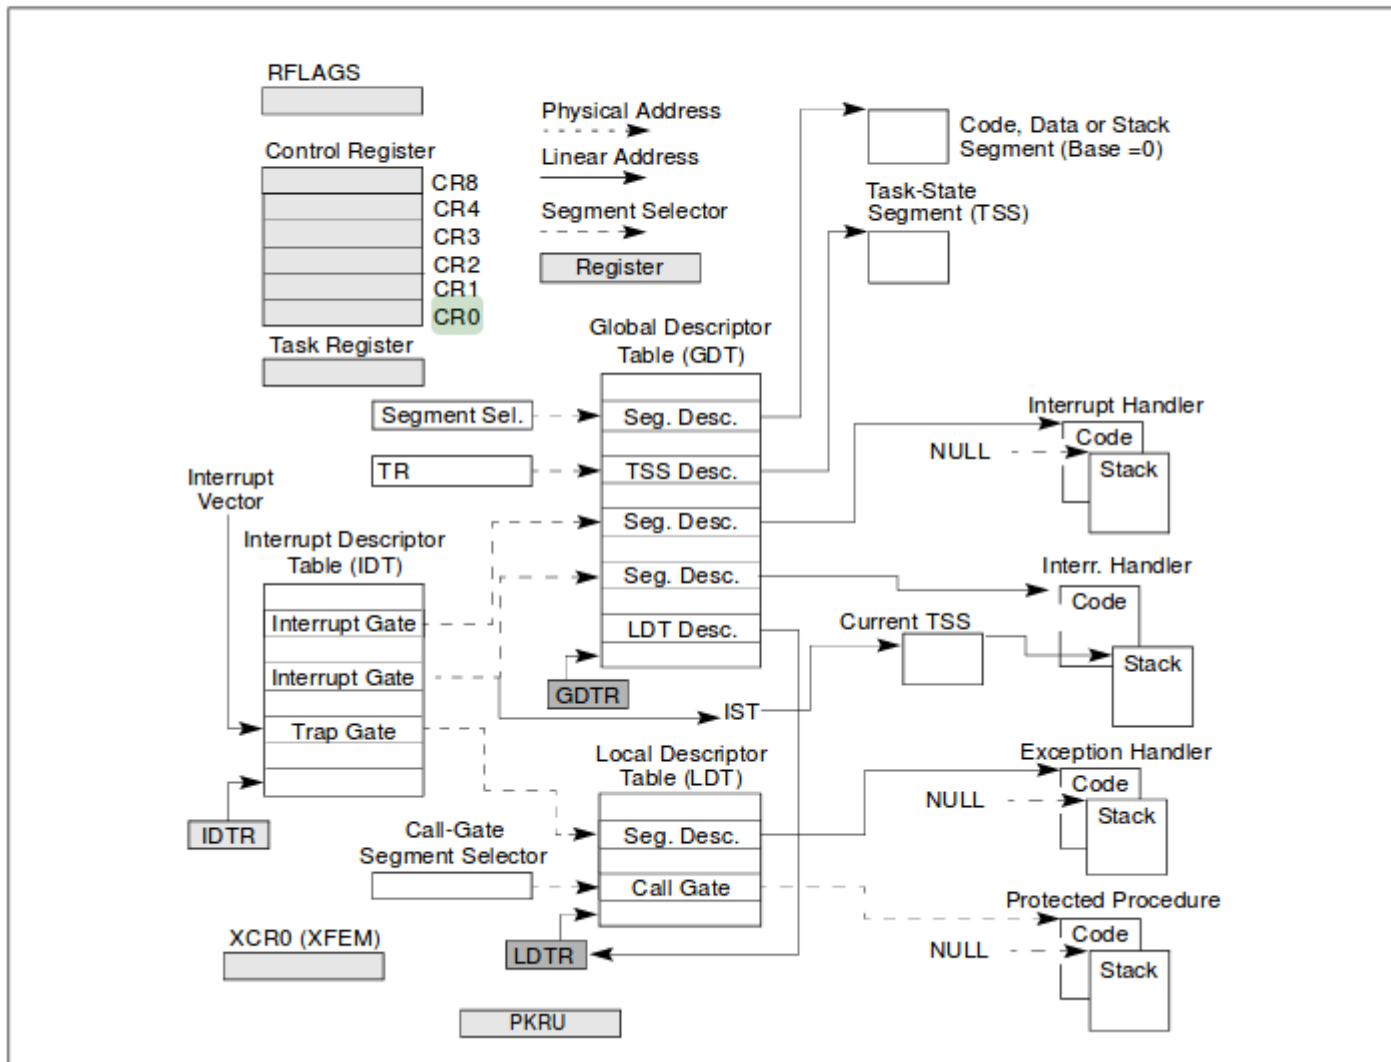 RFLAGS
Control Register
CR8
CR4
CR3
CR2
CR1
CR0
Task Register
Physical Address
Linear Address
Segment Selector
Register
Code, Data or Stack
Segment (Base =0)
Task-State
Segment (TSS)
Global Descriptor
Table (GDT)
Segment Sel.
Seg. Desc.
TR
TSS Desc.
Seg. Desc.
Seg. Desc.
LDT Desc.
GDTR
Interrupt Handler
Code
NULL
Stack
Interrupt
Vector
Interrupt Descriptor
Table (IDT)
Interrupt Gate
Interrupt Gate
Trap Gate
IDTR
Interr. Handler
Code
Current TSS
Stack
IST
Local Descriptor
Table (LDT)
Seg. Desc.
Call-Gate
Segment Selector
Call Gate
LDTR
Exception Handler
Code
NULL
Stack
Protected Procedure
Code
NULL
Stack
XCR0 (XFEM)
PKRU